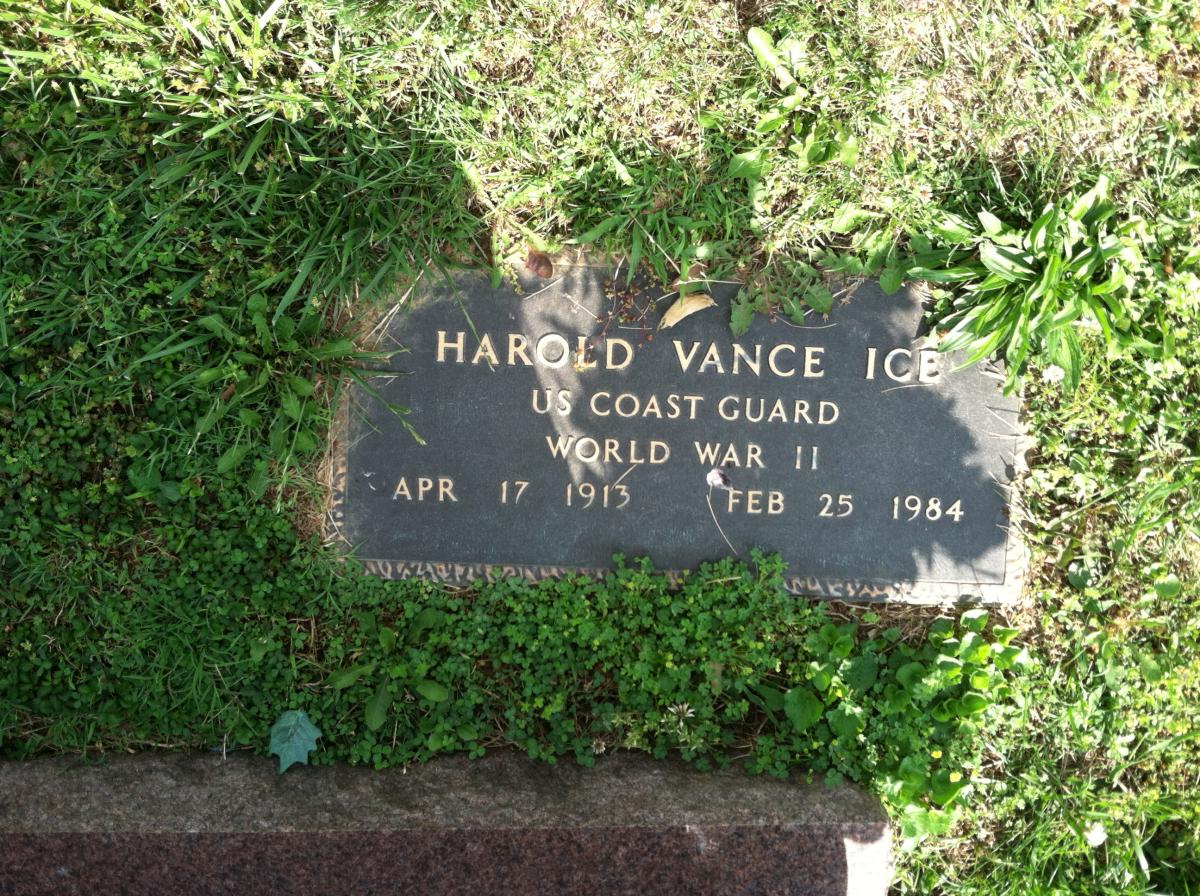 HAROLD VANCE ICE
US COAST GUARD
WORLD WAR II
APR 17 1913 FEB 25 1984